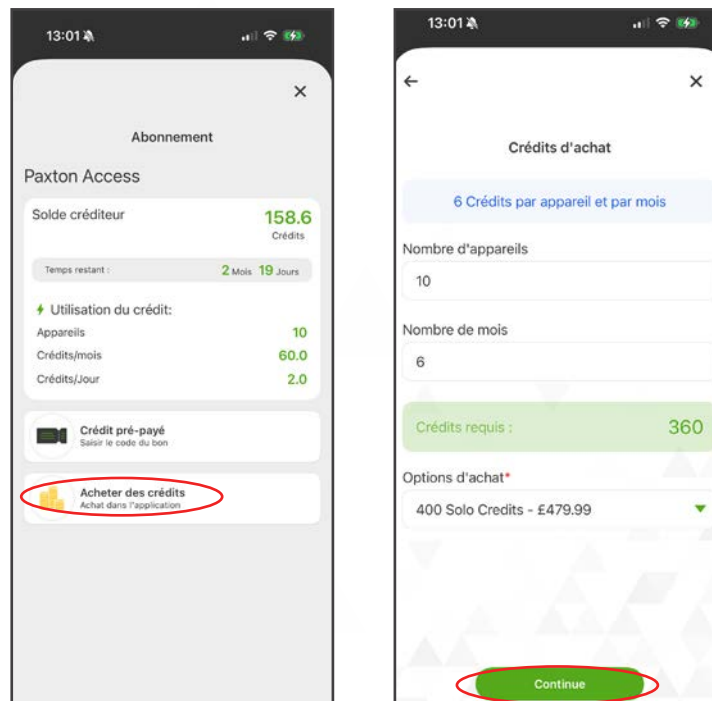 13:01
Abonnement
Paxton Access
Solde créditeur 158.6
Crédits
Temps restant : 2 Mois 19 Jours
Utilisation du crédit:
Appareils 10
Crédits/mois 60.0
Crédits/Jour 2.0
Crédit pré-payé
Saisir le code du bon
Acheter des crédits
Achat dans l'application
13:01
Crédits d'achat
6 Crédits par appareil et par mois
Nombre d'appareils
10
Nombre de mois
6
Crédits requis : 360
Options d'achat*
400 Solo Credits - £479.99
Continue